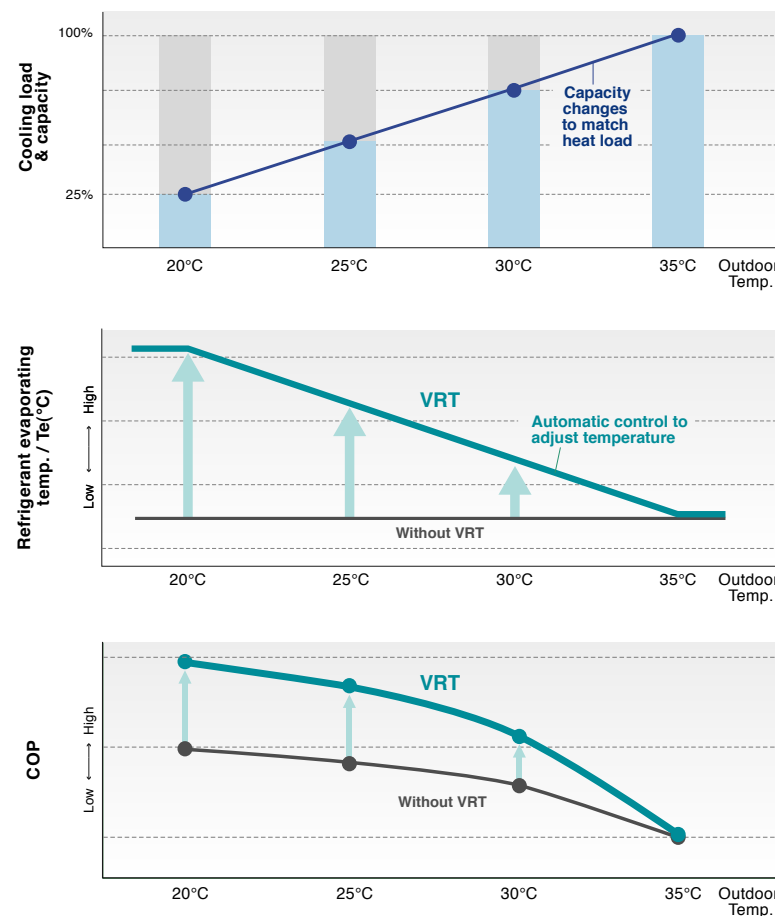 Cooling load
& capacity
100%
25%
Capacity
changes
to match
heat load
20°C 25°C 30°C 35°C Outdoor
Temp.
Refrigerant evaporating
temp. / Te(°C)
Low ←→ High
VRT
Automatic control to
adjust temperature
Without VRT
20°C 25°C 30°C 35°C Outdoor
Temp.
COP
Low ←→ High
VRT
Without VRT
20°C 25°C 30°C 35°C Outdoor
Temp.